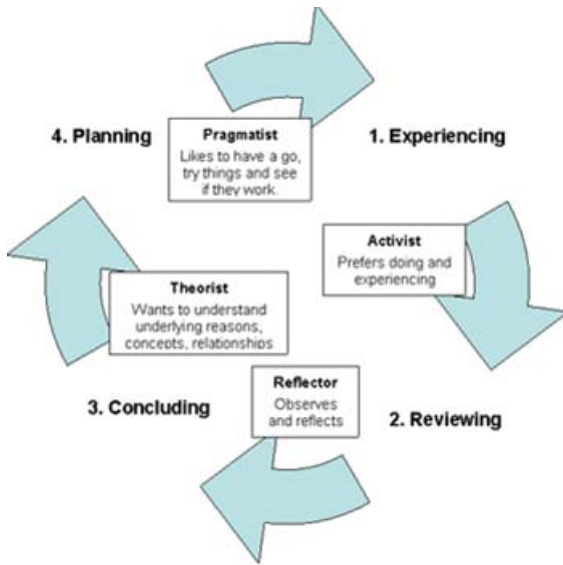 4. Planning
Pragmatist
Likes to have a go,
try things and see
if they work.
1. Experiencing
Activist
Prefers doing and
experiencing
Theorist
Wants to understand
underlying reasons,
concepts, relationships
Reflector
Observes
and reflects
3. Concluding
2. Reviewing